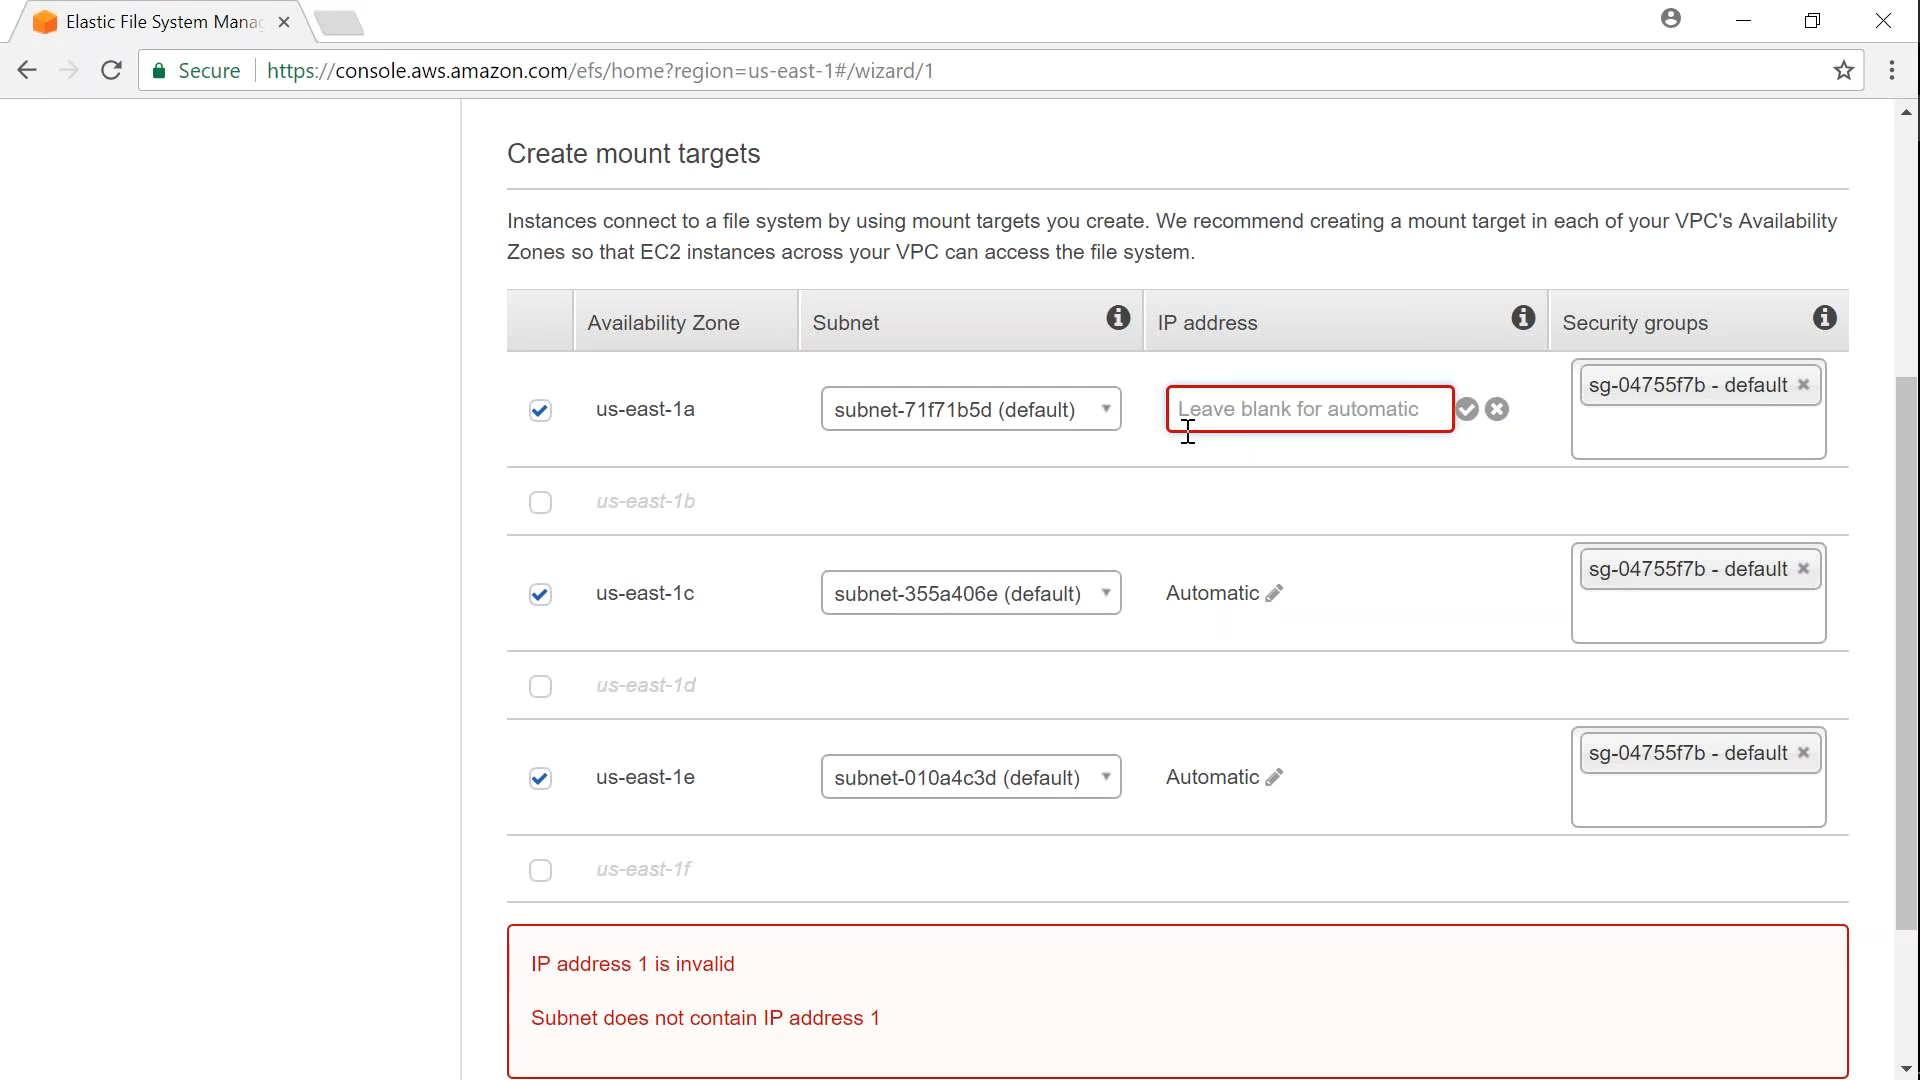 Elastic File System Mana
Secure https://console.aws.amazon.com/efs/home?region=us-east-1#/wizard/1
Create mount targets
Instances connect to a file system by using mount targets you create. We recommend creating a mount target in each of your VPC's Availability
Zones so that EC2 instances across your VPC can access the file system.
Availability Zone Subnet IP address Security groups
us-east-1a subnet-71f71b5d (default) Leave blank for automatic sg-04755f7b - default
us-east-1b
us-east-1c subnet-355a406e (default) Automatic sg-04755f7b - default
us-east-1d
us-east-1e subnet-010a4c3d (default) Automatic sg-04755f7b - default
us-east-1f
IP address 1 is invalid
Subnet does not contain IP address 1